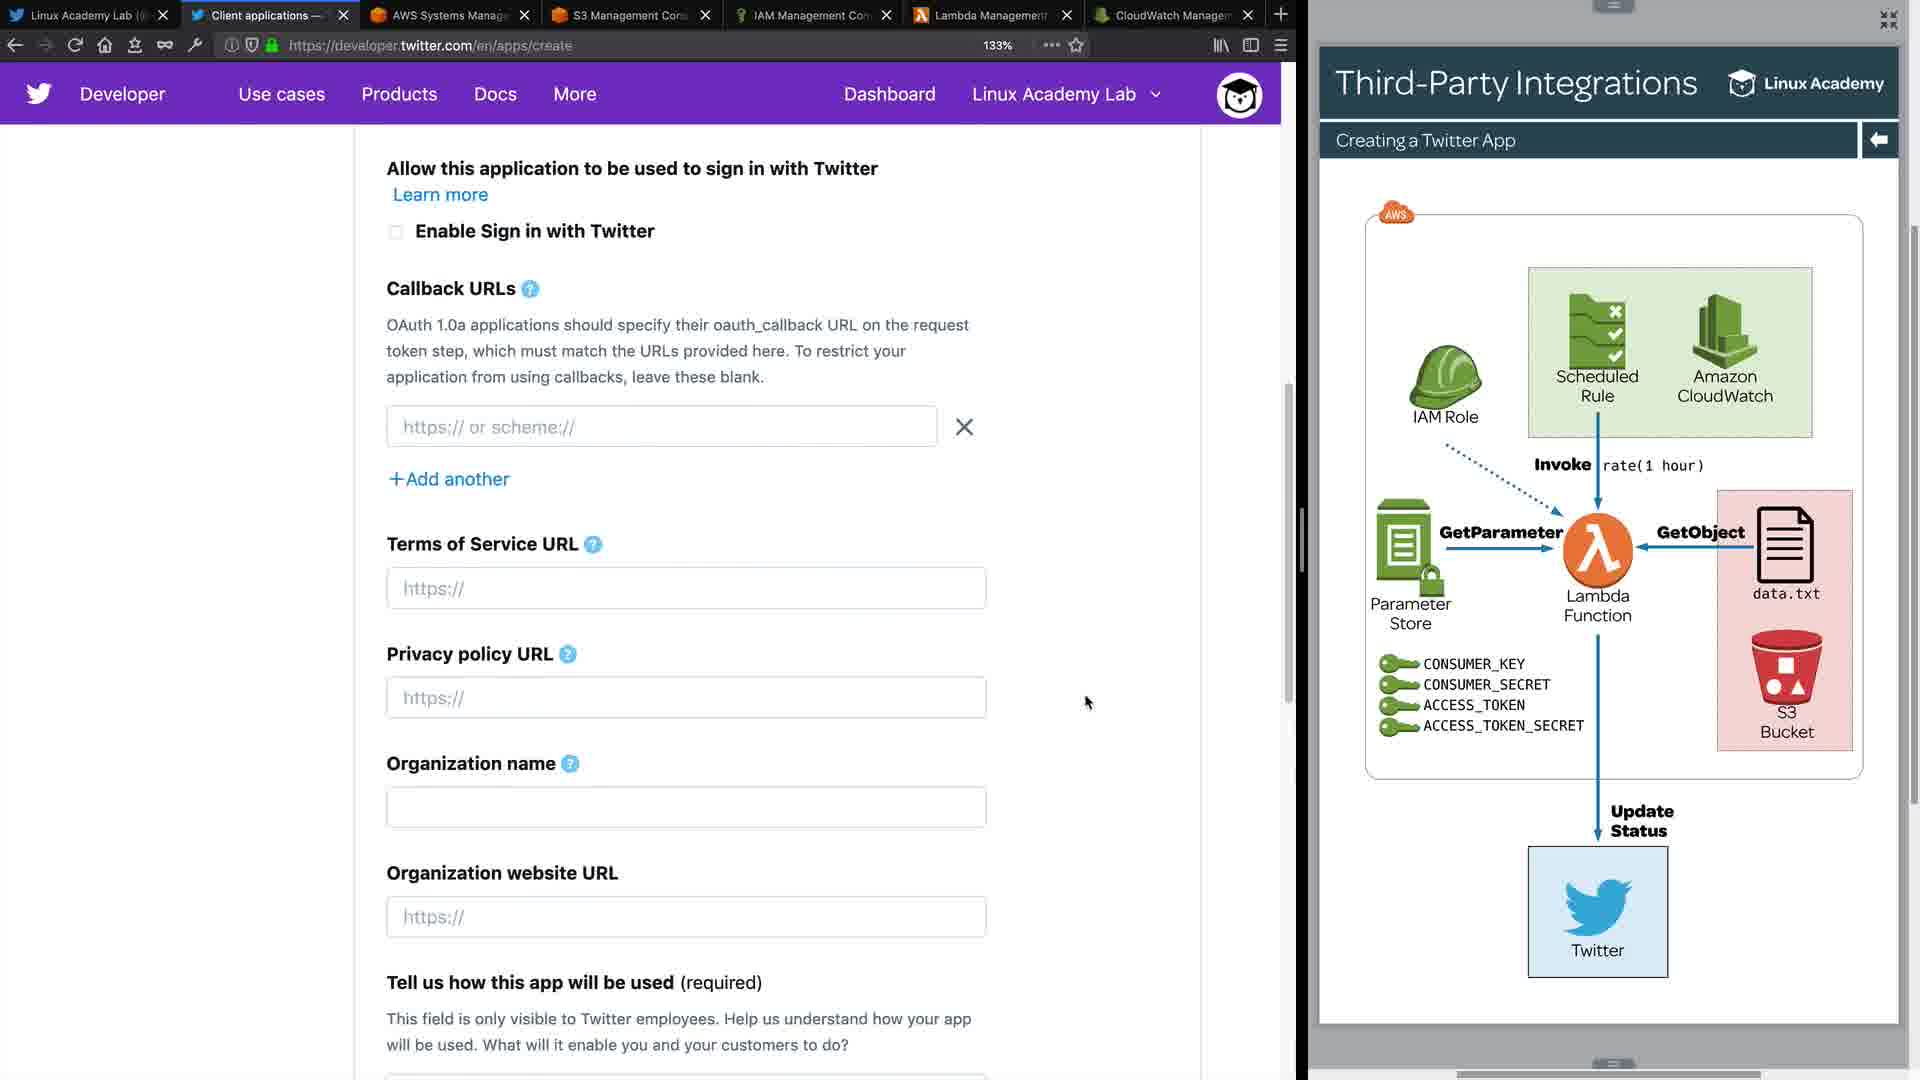 Linux Academy Lab (
Client applications —
AWS Systems Manage
S3 Management Cons
IAM Management Con
Lambda Management
CloudWatch Managem
https://developer.twitter.com/en/apps/create
133%
Developer
Use cases
Products
Docs
More
Dashboard
Linux Academy Lab
Allow this application to be used to sign in with Twitter
Learn more
Enable Sign in with Twitter
Callback URLs ?
OAuth 1.0a applications should specify their oauth_callback URL on the request
token step, which must match the URLs provided here. To restrict your
application from using callbacks, leave these blank.
https:// or scheme://
+Add another
Terms of Service URL ?
https://
Privacy policy URL ?
https://
Organization name ?
Organization website URL
https://
Tell us how this app will be used (required)
This field is only visible to Twitter employees. Help us understand how your app
will be used. What will it enable you and your customers to do?
Third-Party Integrations
Linux Academy
Creating a Twitter App
AWS
Scheduled
Rule
Amazon
CloudWatch
IAM Role
Invoke
rate(1 hour)
GetParameter
GetObject
Parameter
Store
Lambda
Function
data.txt
CONSUMER_KEY
CONSUMER_SECRET
ACCESS_TOKEN
ACCESS_TOKEN_SECRET
S3
Bucket
Update
Status
Twitter